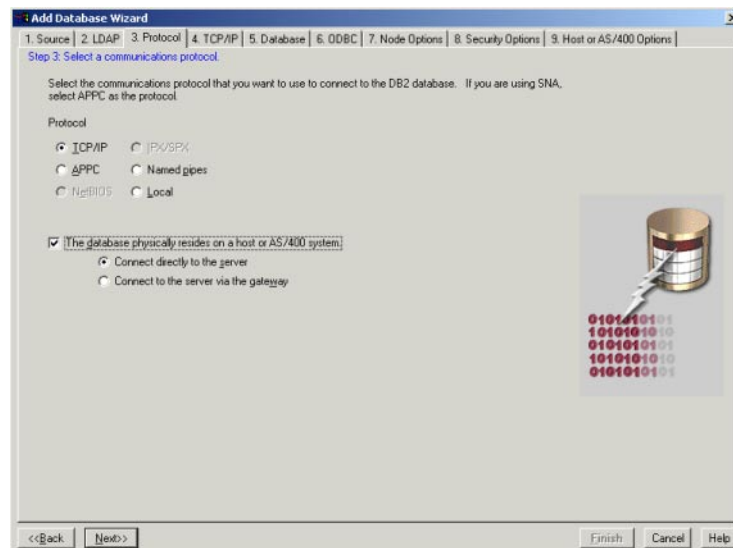 Add Database Wizard
1. Source 2. LDAP 3. Protocol 4. TCP/IP 5. Database 6. ODBC 7. Node Options 8. Security Options 9. Host or AS/400 Options
Step 3: Select a communications protocol.
Select the communications protocol that you want to use to connect to the DB2 database. If you are using SNA,
select APPC as the protocol.
Protocol
TCP/IP IPX/SPX
APPC Named pipes
NetBIOS Local
The database physically resides on a host or AS/400 system.
Connect directly to the server
Connect to the server via the gateway
0101010101
1010101010
0101010101
1010101010
0101010101
<<Back Next>> Finish Cancel Help